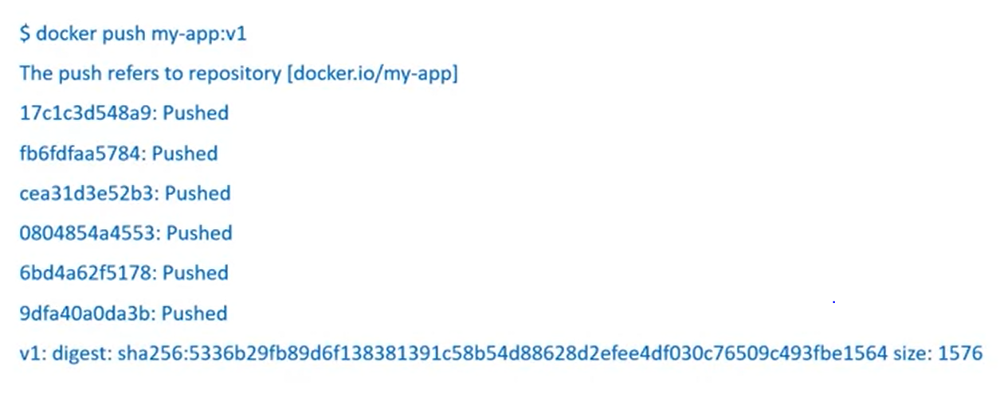 $ docker push my-app:v1
The push refers to repository [docker.io/my-app]
17c1c3d548a9: Pushed
fb6fdfaa5784: Pushed
cea31d3e52b3: Pushed
0804854a4553: Pushed
6bd4a62f5178: Pushed
9dfa40a0da3b: Pushed
v1: digest: sha256:5336b29fb89d6f138381391c58b54d88628d2efee4df030c76509c493fbe1564 size: 1576